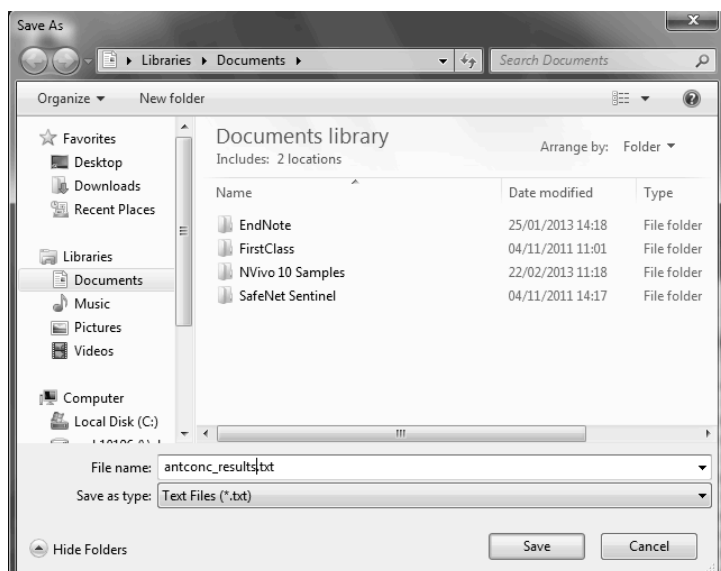 Save As
Libraries Documents
Search Documents
Organize New folder
Favorites
Desktop
Downloads
Recent Places
Libraries
Documents
Music
Pictures
Videos
Computer
Local Disk (C:)
Documents library
Includes: 2 locations
Arrange by: Folder
Name Date modified Type
EndNote 25/01/2013 14:18 File folder
FirstClass 04/11/2011 11:01 File folder
NVivo 10 Samples 22/02/2013 11:18 File folder
SafeNet Sentinel 04/11/2011 14:17 File folder
File name: antconc_results.txt
Save as type: Text Files (*.txt)
Hide Folders
Save Cancel